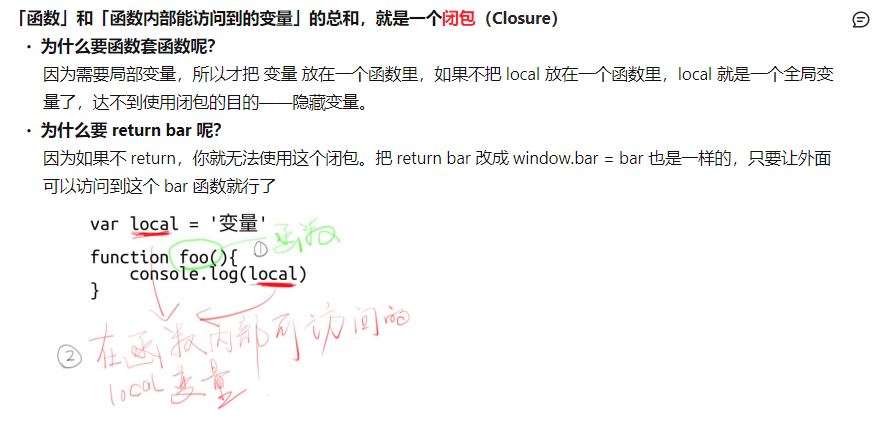 「函数」和「函数内部能访问到的变量」的总和，就是一个闭包（Closure）
• 为什么要函数套函数呢？
因为需要局部变量，所以才把 变量 放在一个函数里，如果不把 local 放在一个函数里，local 就是一个全局变
量了，达不到使用闭包的目的——隐藏变量。
• 为什么要 return bar 呢？
因为如果不 return，你就无法使用这个闭包。把 return bar 改成 window.bar = bar 也是一样的，只要让外面
可以访问到这个 bar 函数就行了
var local = '变量'
① 函数
function foo(){
console.log(local)
}
② 在函数内部可访问的
local 变量